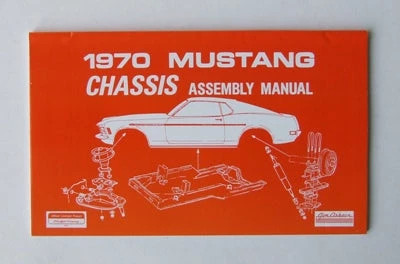 1970 MUSTANG
CHASSIS ASSEMBLY MANUAL